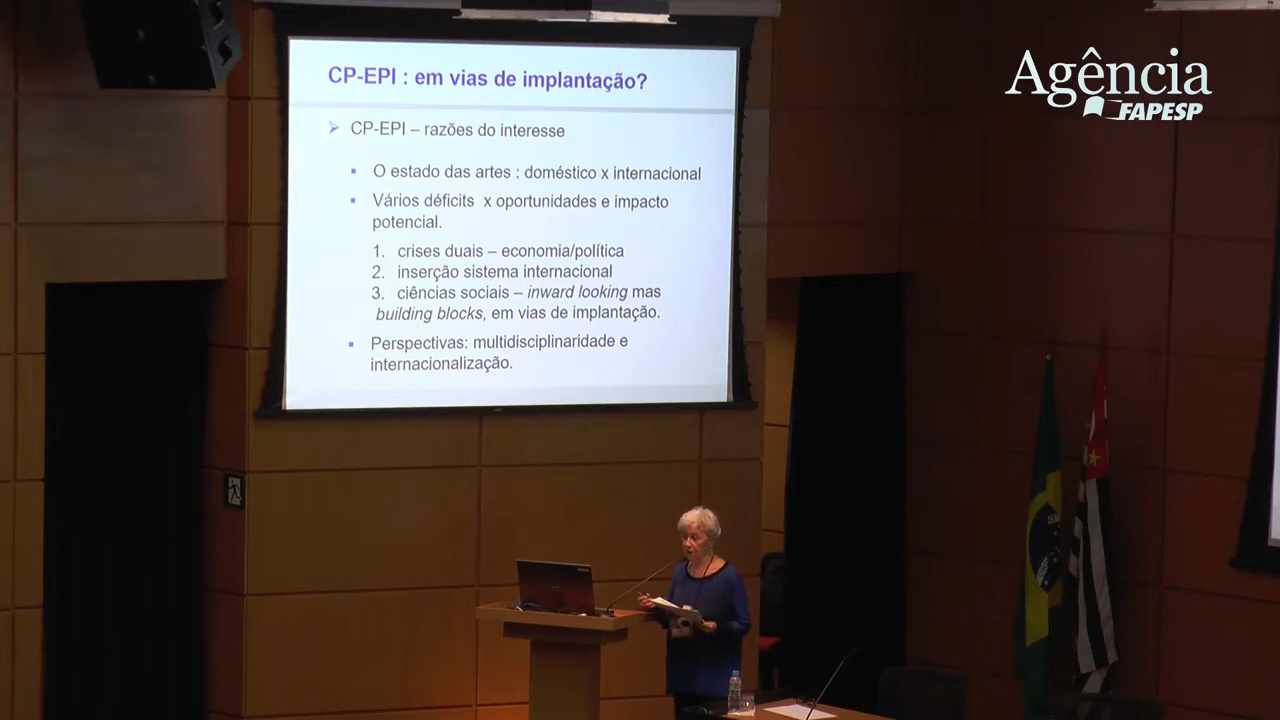 CP-EPI : em vias de implantação?
CP-EPI – razões do interesse
O estado das artes : doméstico x internacional
Vários déficits x oportunidades e impacto
potencial.
1. crises duais – economia/política
2. inserção sistema internacional
3. ciências sociais – inward looking mas
building blocks, em vias de implantação.
Perspectivas: multidisciplinaridade e
internacionalização.
Agência
FAPESP